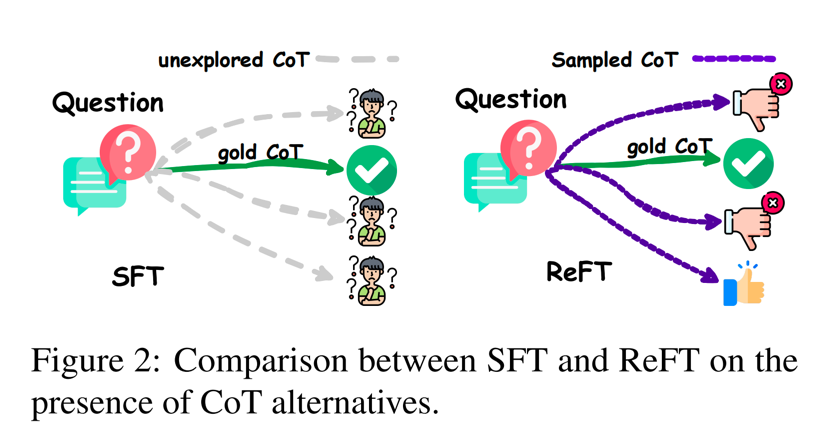 unexplored CoT
Question
gold CoT
SFT
Sampled CoT
Question
gold CoT
ReFT
Figure 2: Comparison between SFT and ReFT on the
presence of CoT alternatives.